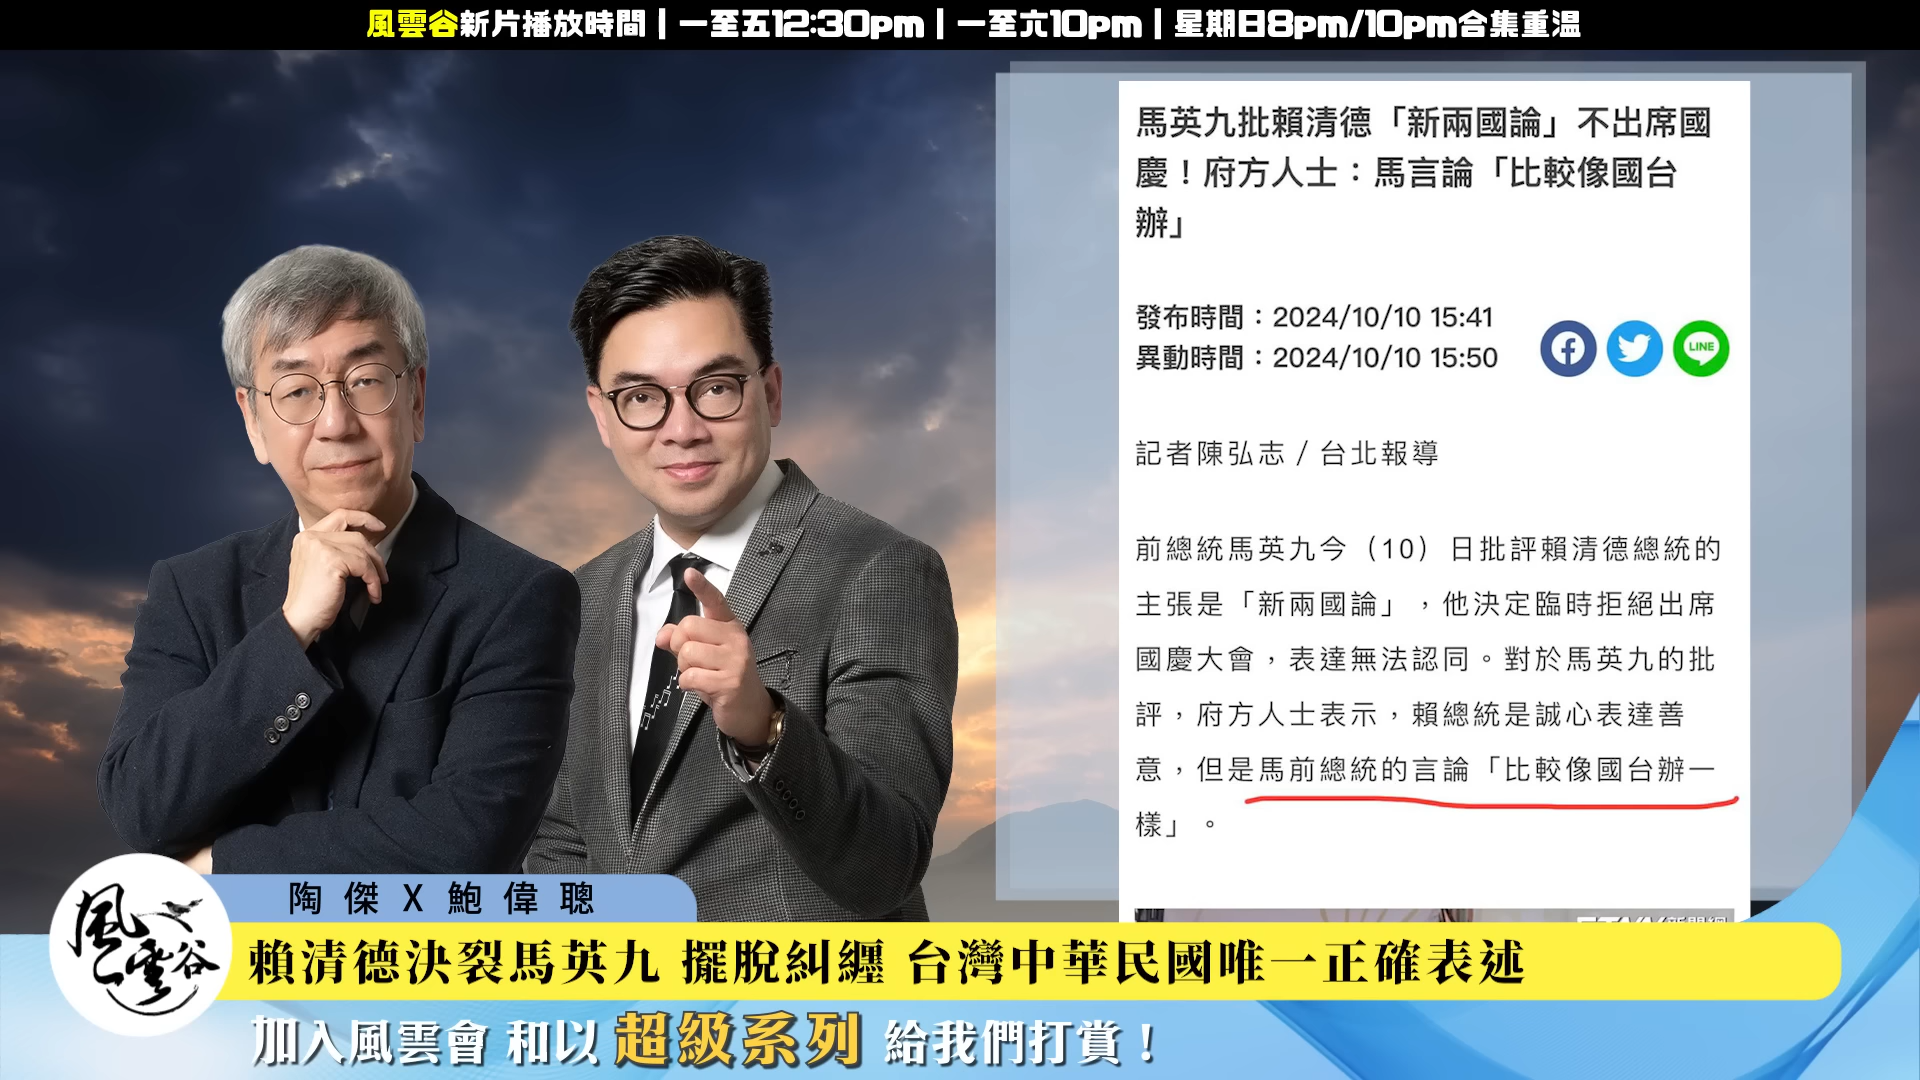 風雲谷新片播放時間 | 一至五12:30pm | 一至六10pm | 星期日8pm/10pm合集重温
馬英九批賴清德「新兩國論」不出席國
慶！府方人士：馬言論「比較像國台
辦」
發布時間：2024/10/10 15:41
異動時間：2024/10/10 15:50
LINE
記者陳弘志／台北報導
前總統馬英九今（10）日批評賴清德總統的
主張是「新兩國論」，他決定臨時拒絕出席
國慶大會，表達無法認同。對於馬英九的批
評，府方人士表示，賴總統是誠心表達善
意，但是馬前總統的言論「比較像國台辦一
樣」。
陶傑X鮑偉聰
風雲谷
賴清德決裂馬英九 擺脫糾纏 台灣中華民國唯一正確表述
加入風雲會 和以 超級系列 給我們打賞！